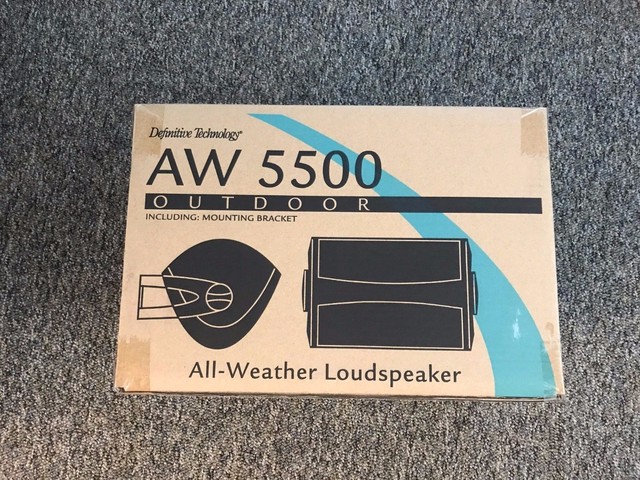 Definitive Technology®
AW 5500
OUTDOOR
INCLUDING: MOUNTING BRACKET
All-Weather Loudspeaker